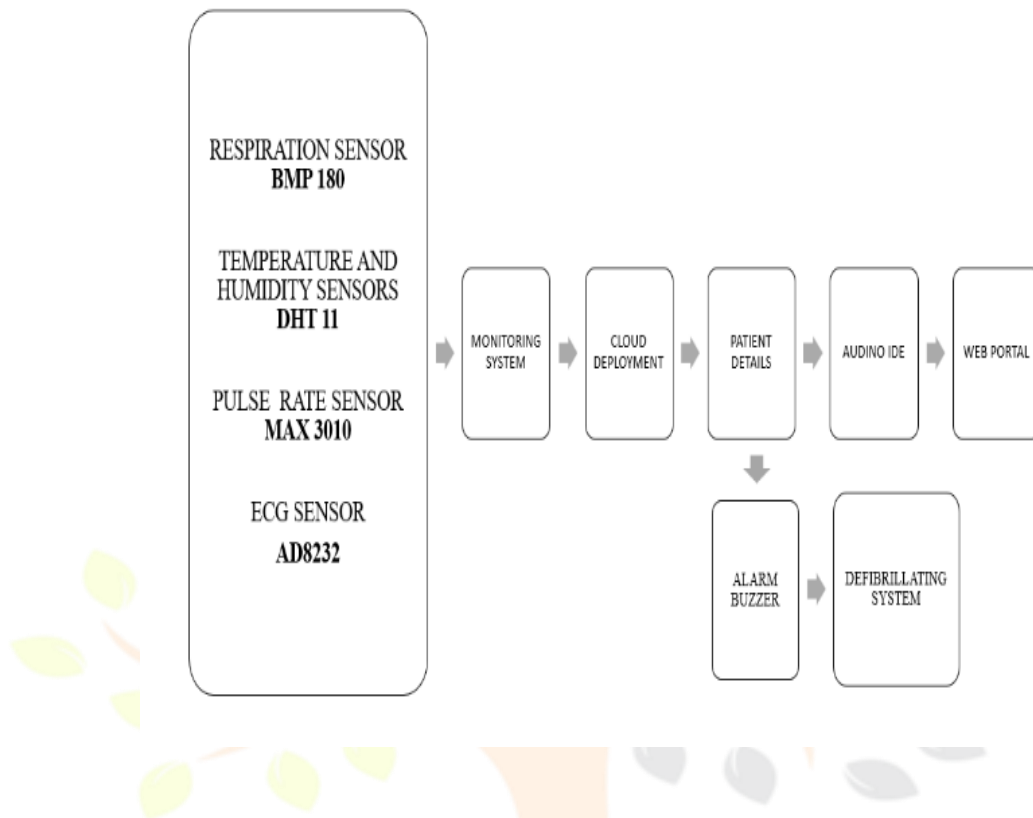 RESPIRATION SENSOR
BMP 180
TEMPERATURE AND
HUMIDITY SENSORS
DHT 11
PULSE RATE SENSOR
MAX 3010
ECG SENSOR
AD8232
MONITORING
SYSTEM
CLOUD
DEPLOYMENT
PATIENT
DETAILS
AUDINO IDE
WEB PORTAL
ALARM
BUZZER
DEFIBRILLATING
SYSTEM